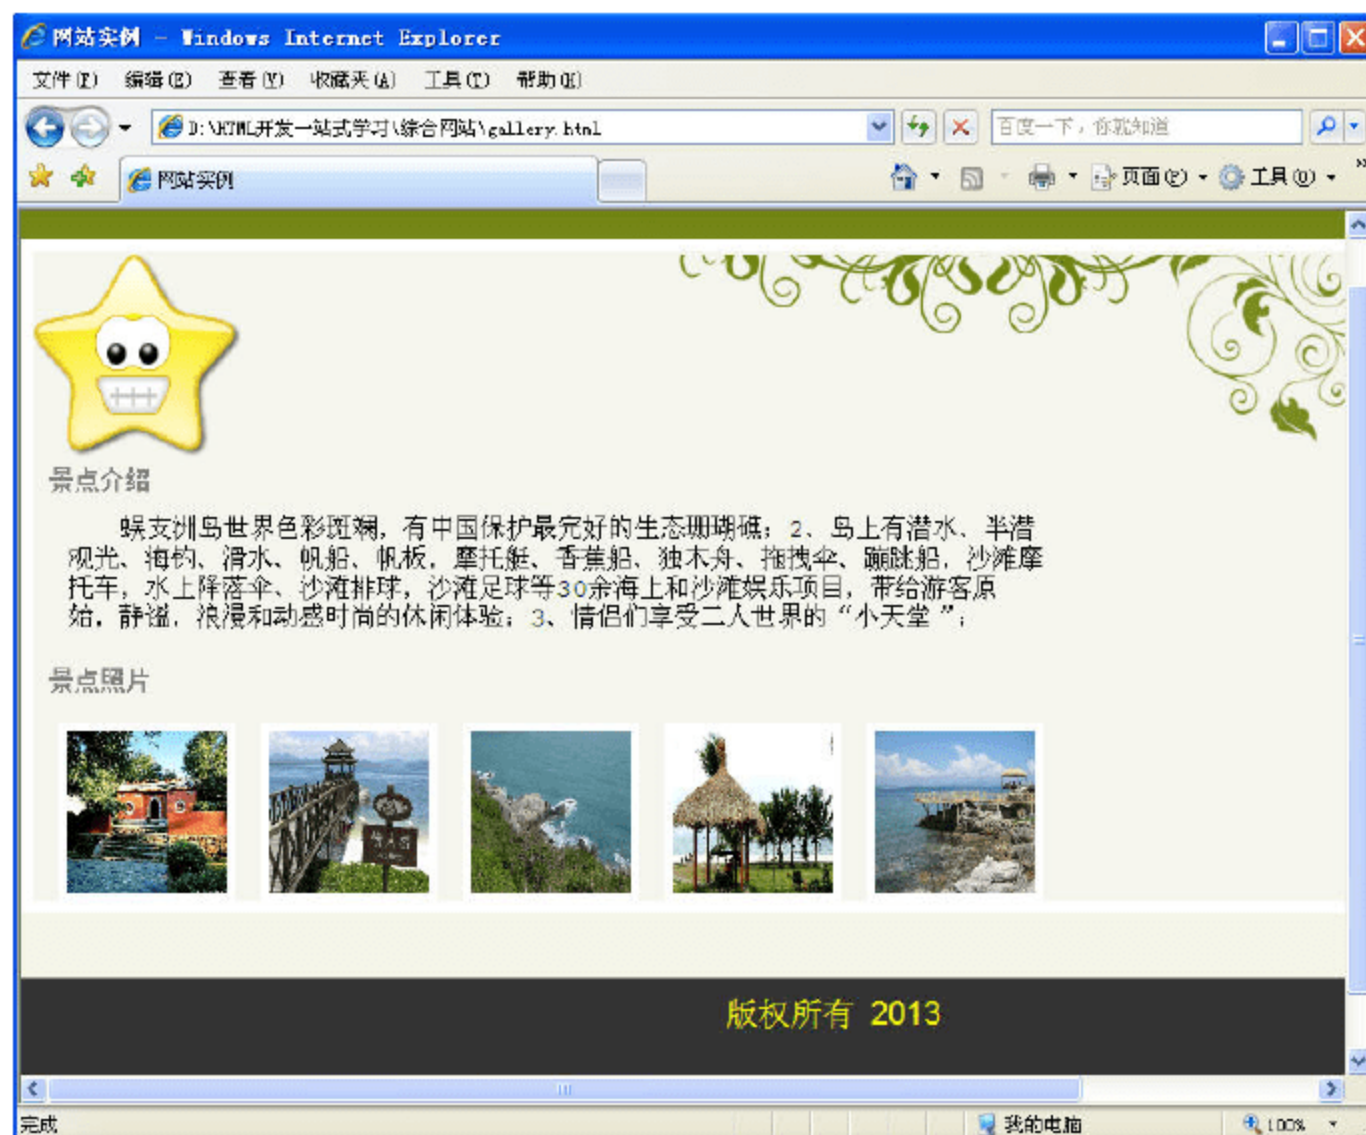 网站实例 - Windows Internet Explorer
文件(F) 编辑(E) 查看(V) 收藏夹(A) 工具(T) 帮助(H)
D:\HTML开发一站式学习\综合网站\gallery.html 百度一下，你就知道
网站实例 页面(P) 工具(O) »
景点介绍
蜈支洲岛世界色彩斑斓，有中国保护最完好的生态珊瑚礁；2、岛上有潜水、半潜
观光、海钓、滑水、帆船、帆板，摩托艇、香蕉船、独木舟、拖拽伞、蹦跳船，沙滩摩
托车，水上降落伞、沙滩排球，沙滩足球等30余海上和沙滩娱乐项目，带给游客原
始，静谧，浪漫和动感时尚的休闲体验；3、情侣们享受二人世界的“小天堂 ”；
景点照片
版权所有 2013
完成 我的电脑 100%